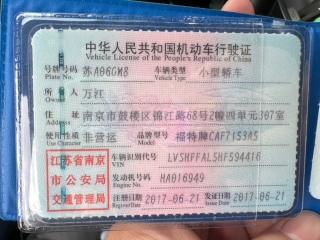 中华人民共和国机动车行驶证
Vehicle License of the People's Republic of China
号牌号码 苏A06GM8 车辆类型 小型轿车
Plate No. Vehicle Type
所有人 万江
Owner
住址 南京市鼓楼区锦江路68号2幢四单元307室
Address
使用性质 非营运 品牌型号 福特牌CAF7153A5
Use Character Model
江苏省南京
市公安局
交通管理局
车辆识别代号 LVSHFFAL5HF594416
VIN
发动机号码 HA016949
Engine No.
注册日期 2017-06-21 发证日期 2017-06-21
Register Date Issue Date